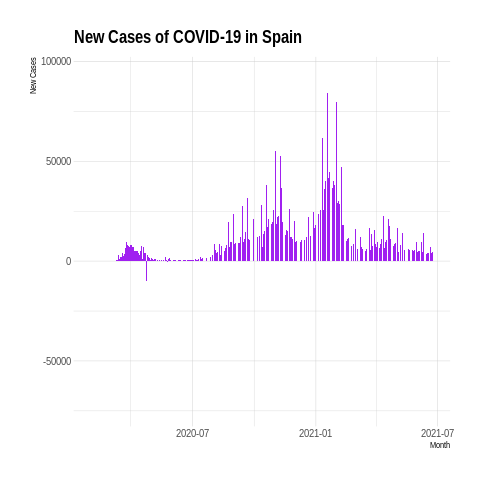 New Cases of COVID-19 in Spain
New Cases
100000
50000
0
-50000
2020-07
2021-01
2021-07
Month